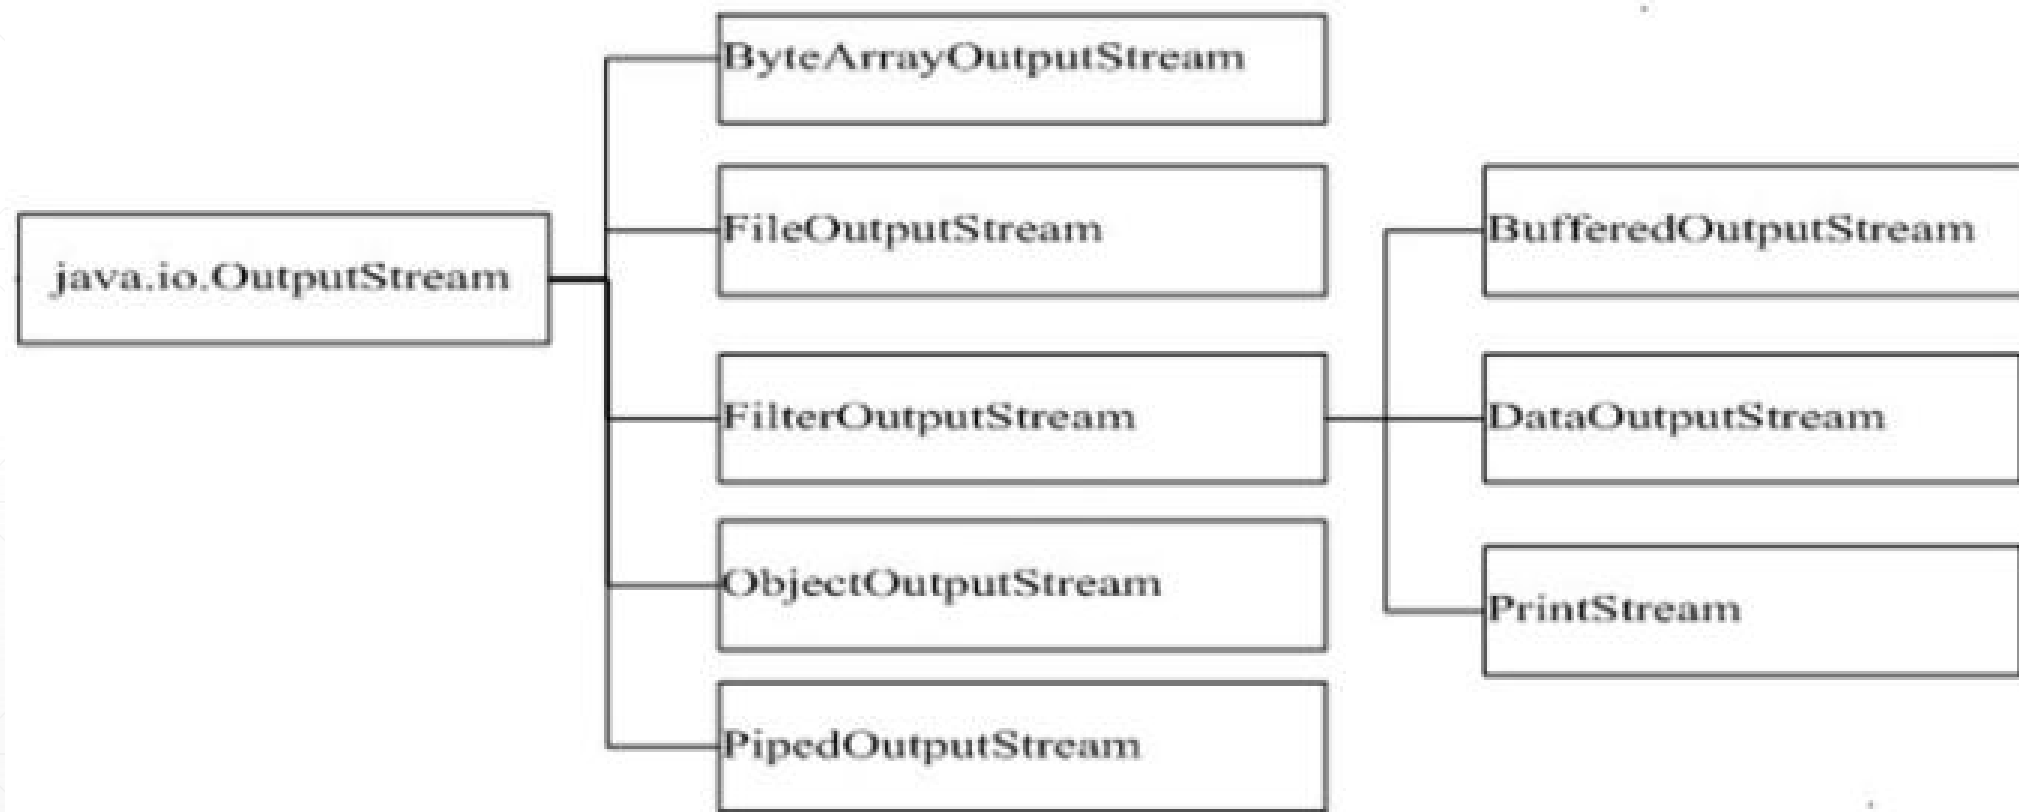 java.io.OutputStream
ByteArrayOutputStream
FileOutputStream
FilterOutputStream
ObjectOutputStream
PipedOutputStream
BufferedOutputStream
DataOutputStream
PrintStream